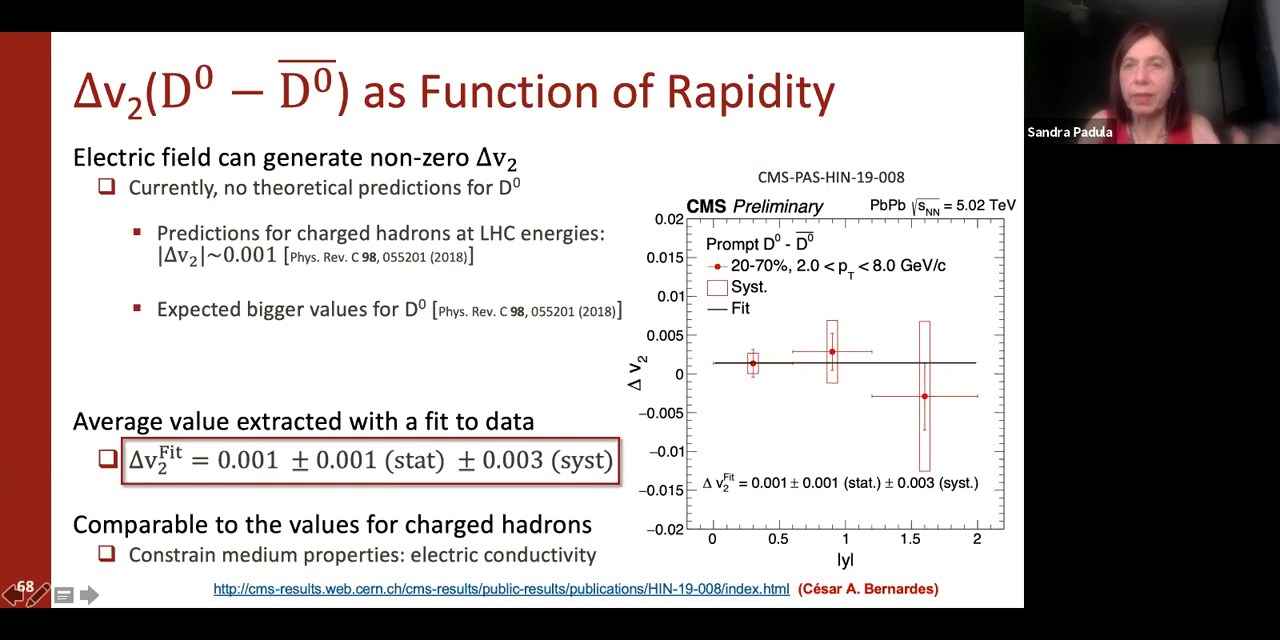 Δv₂(D⁰ − D̅⁰) as Function of Rapidity
Electric field can generate non-zero Δv₂
❑ Currently, no theoretical predictions for D⁰
▪ Predictions for charged hadrons at LHC energies:
|Δv₂|~0.001 [Phys. Rev. C 98, 055201 (2018)]
▪ Expected bigger values for D⁰ [Phys. Rev. C 98, 055201 (2018)]
Average value extracted with a fit to data
❑ Δv₂^Fit = 0.001 ± 0.001 (stat) ± 0.003 (syst)
Comparable to the values for charged hadrons
❑ Constrain medium properties: electric conductivity
CMS-PAS-HIN-19-008
CMS Preliminary PbPb √s_NN = 5.02 TeV
Prompt D⁰ - D̅⁰
20-70%, 2.0 < p_T < 8.0 GeV/c
Syst.
Fit
0.02
0.015
0.01
0.005
0
−0.005
−0.01
−0.015
−0.02
Δ v₂
Δ v₂^Fit = 0.001 ± 0.001 (stat.) ± 0.003 (syst.)
0 0.5 1 1.5 2
|y|
http://cms-results.web.cern.ch/cms-results/public-results/publications/HIN-19-008/index.html (César A. Bernardes)
68
Sandra Padula